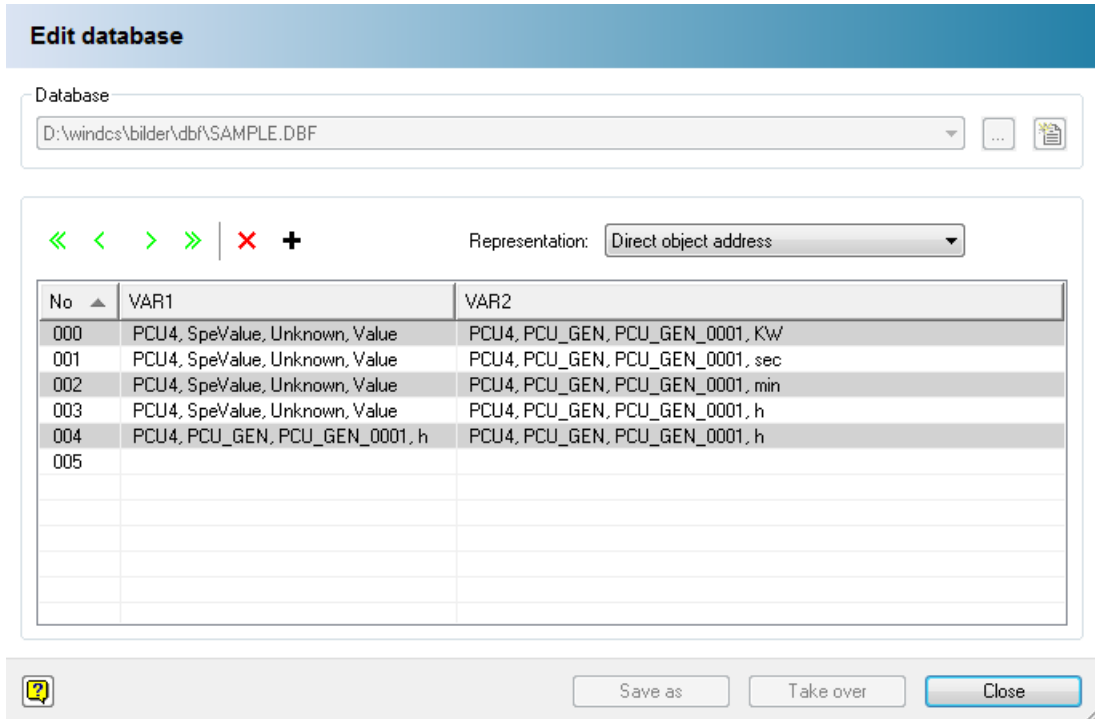 Edit database
Database
D:\windcs\bilder\dbf\SAMPLE.DBF
...
Representation: Direct object address
No VAR1 VAR2
000 PCU4, SpeValue, Unknown, Value PCU4, PCU_GEN, PCU_GEN_0001, KW
001 PCU4, SpeValue, Unknown, Value PCU4, PCU_GEN, PCU_GEN_0001, sec
002 PCU4, SpeValue, Unknown, Value PCU4, PCU_GEN, PCU_GEN_0001, min
003 PCU4, SpeValue, Unknown, Value PCU4, PCU_GEN, PCU_GEN_0001, h
004 PCU4, PCU_GEN, PCU_GEN_0001, h PCU4, PCU_GEN, PCU_GEN_0001, h
005
? Save as Take over Close